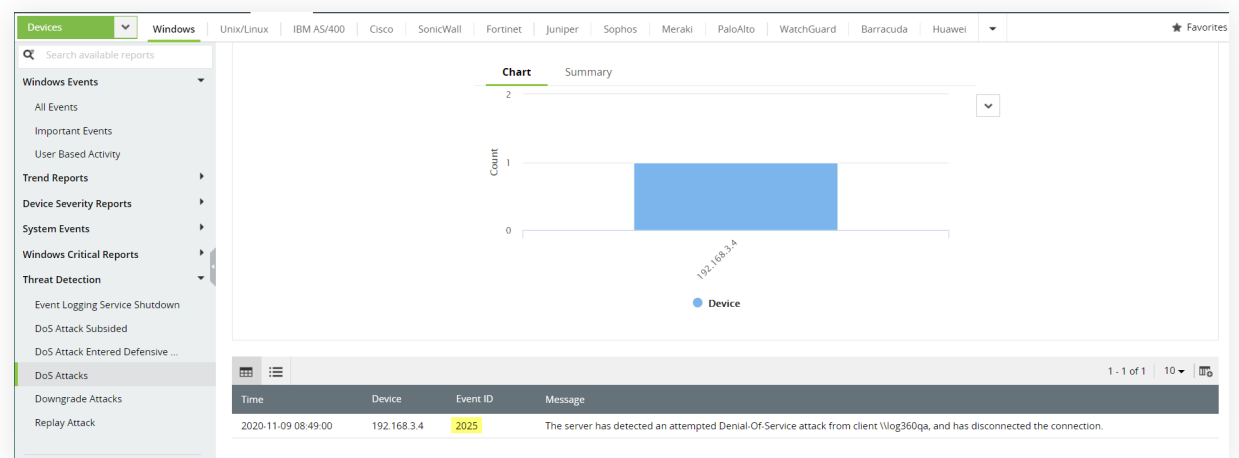 Devices Windows Unix/Linux IBM AS/400 Cisco SonicWall Fortinet Juniper Sophos Meraki PaloAlto WatchGuard Barracuda Huawei Favorites
Search available reports
Windows Events
All Events
Important Events
User Based Activity
Trend Reports
Device Severity Reports
System Events
Windows Critical Reports
Threat Detection
Event Logging Service Shutdown
DoS Attack Subsided
DoS Attack Entered Defensive ...
DoS Attacks
Downgrade Attacks
Replay Attack
Chart Summary
2
1
0
Count
192.168.3.4
Device
1 - 1 of 1 10
Time Device Event ID Message
2020-11-09 08:49:00 192.168.3.4 2025 The server has detected an attempted Denial-Of-Service attack from client \\log360qa, and has disconnected the connection.